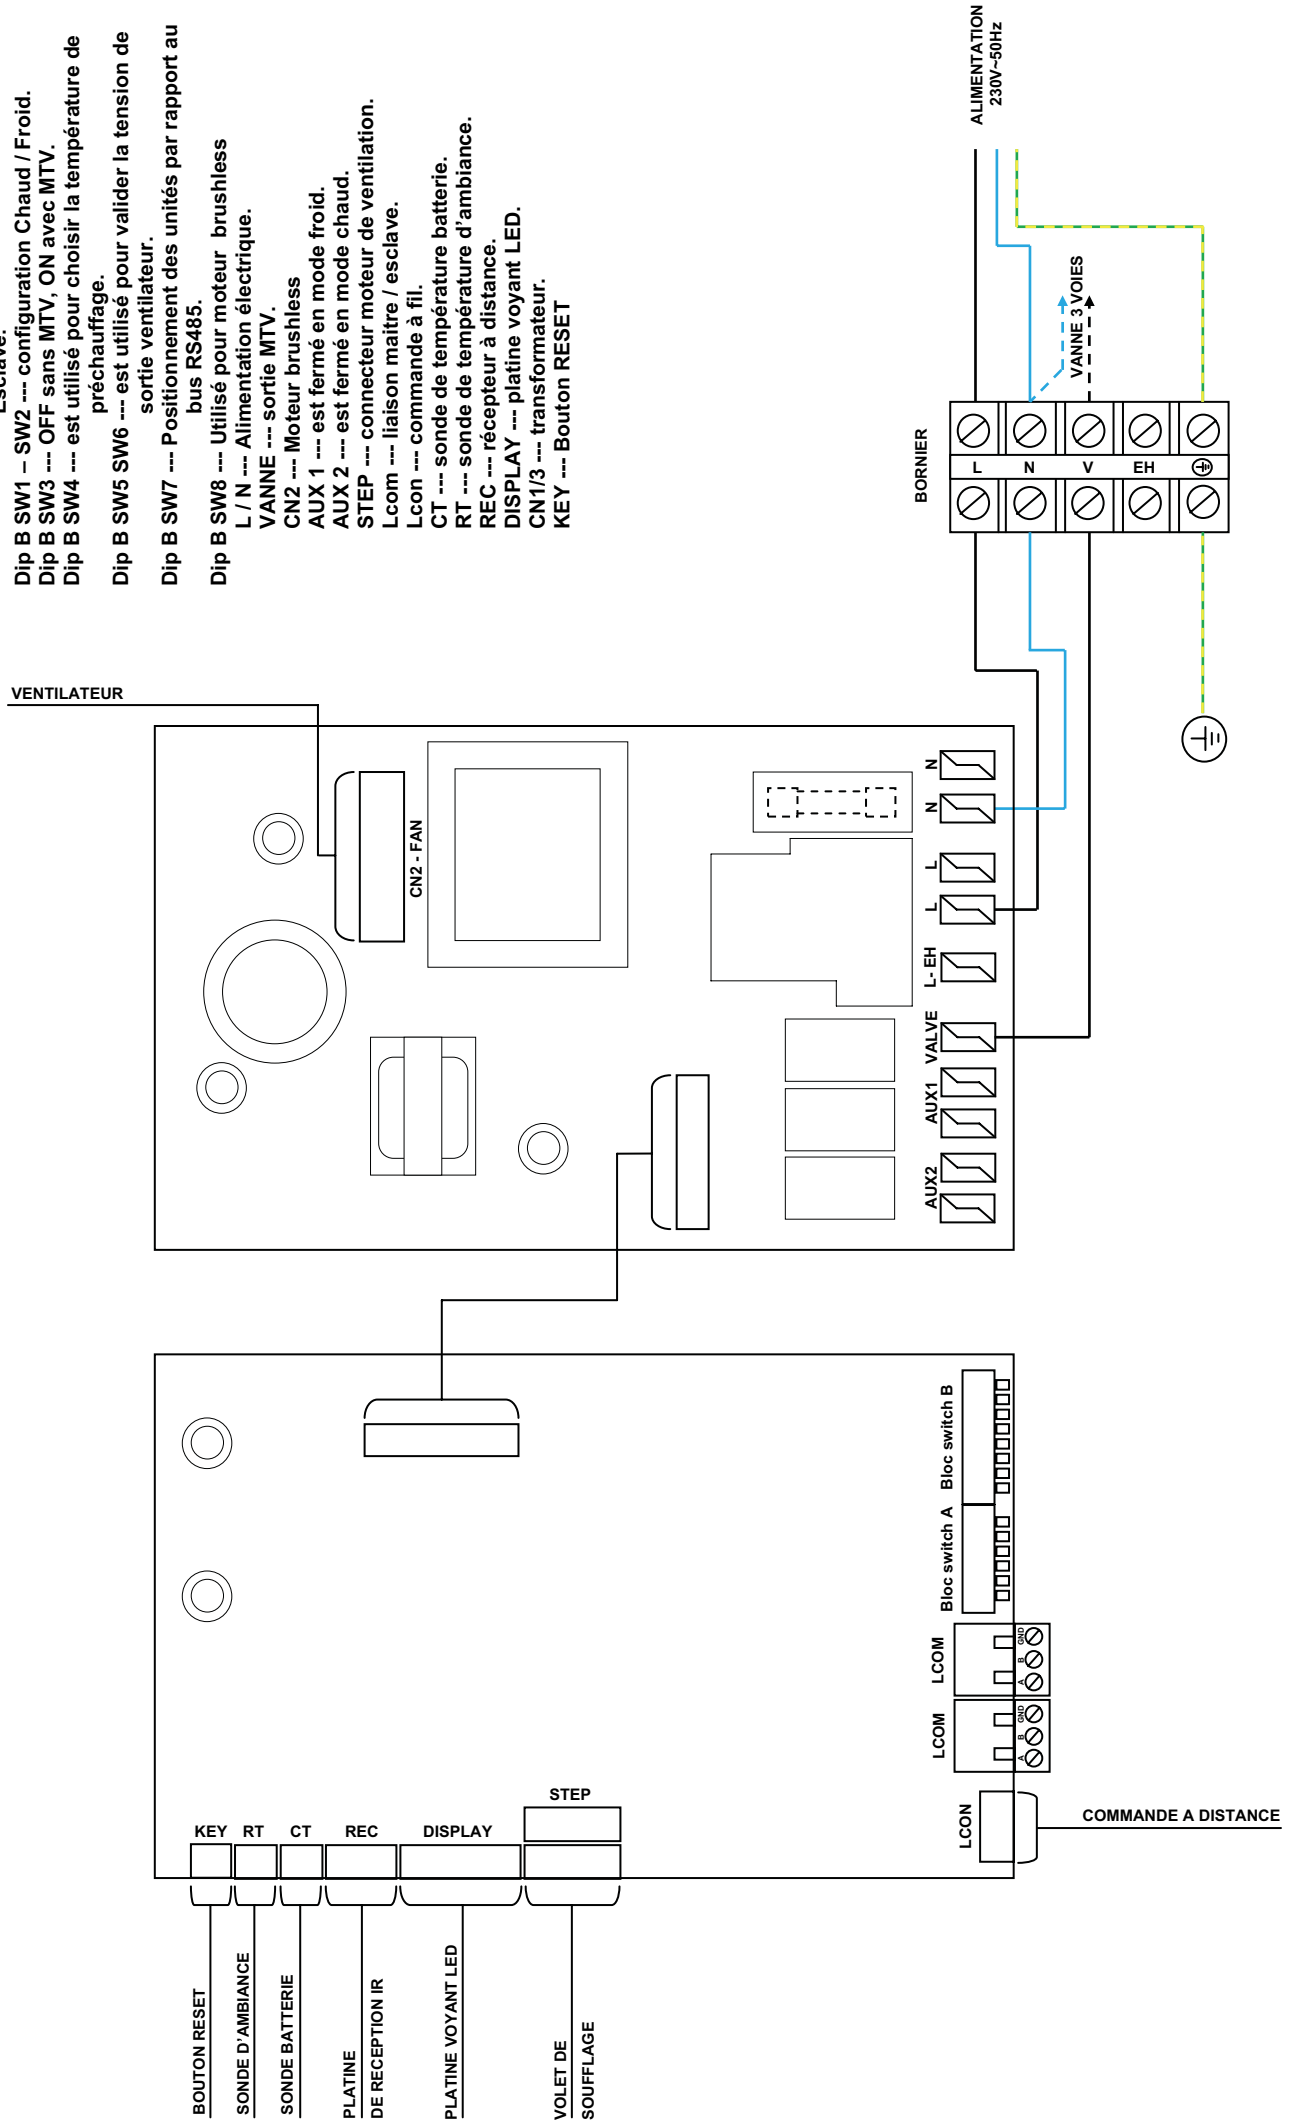 Esclave.
Dip B SW1 – SW2 --- configuration Chaud / Froid.
Dip B SW3 --- OFF sans MTV, ON avec MTV.
Dip B SW4 --- est utilisé pour choisir la température de
préchauffage.
Dip B SW5 SW6 --- est utilisé pour valider la tension de
sortie ventilateur.
Dip B SW7 --- Positionnement des unités par rapport au
bus RS485.
Dip B SW8 --- Utilisé pour moteur brushless
L / N --- Alimentation électrique.
VANNE --- sortie MTV.
CN2 --- Moteur brushless
AUX 1 --- est fermé en mode froid.
AUX 2 --- est fermé en mode chaud.
STEP --- connecteur moteur de ventilation.
Lcom --- liaison maitre / esclave.
Lcon --- commande à fil.
CT --- sonde de température batterie.
RT --- sonde de température d'ambiance.
REC --- récepteur à distance.
DISPLAY --- platine voyant LED.
CN1/3 --- transformateur.
KEY --- Bouton RESET
ALIMENTATION
230V~50Hz
VANNE 3 VOIES
BORNIER
L
N
V
EH
VENTILATEUR
CN2 - FAN
N
N
L
L
L- EH
VALVE
AUX1
AUX2
Bloc switch B
Bloc switch A
LCOM
GND
B
A
LCOM
GND
B
A
LCON
COMMANDE A DISTANCE
STEP
KEY
RT
CT
REC
DISPLAY
BOUTON RESET
SONDE D'AMBIANCE
SONDE BATTERIE
PLATINE
DE RECEPTION IR
PLATINE VOYANT LED
VOLET DE
SOUFFLAGE